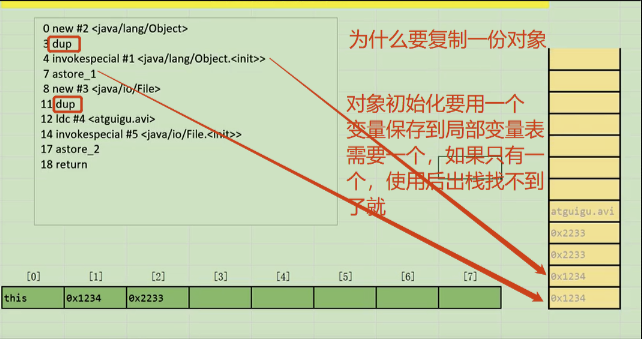 0 new #2 <java/lang/Object>
3 dup
4 invokespecial #1 <java/lang/Object.<init>>
7 astore_1
8 new #3 <java/io/File>
11 dup
12 ldc #4 <atguigu.avi>
14 invokespecial #5 <java/io/File.<init>>
17 astore_2
18 return
为什么要复制一份对象
对象初始化要用一个
变量保存到局部变量表
需要一个，如果只有一
个，使用后出栈找不到
了就
atguigu.avi
0x2233
0x2233
0x1234
0x1234
[0] [1] [2] [3] [4] [5] [6] [7]
this 0x1234 0x2233